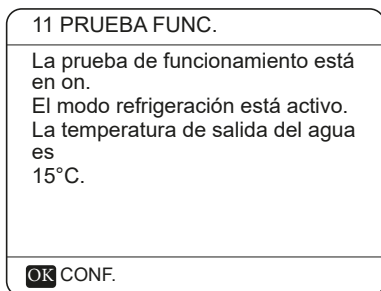 11 PRUEBA FUNC.
La prueba de funcionamiento está
en on.
El modo refrigeración está activo.
La temperatura de salida del agua
es
15°C.
OK CONF.